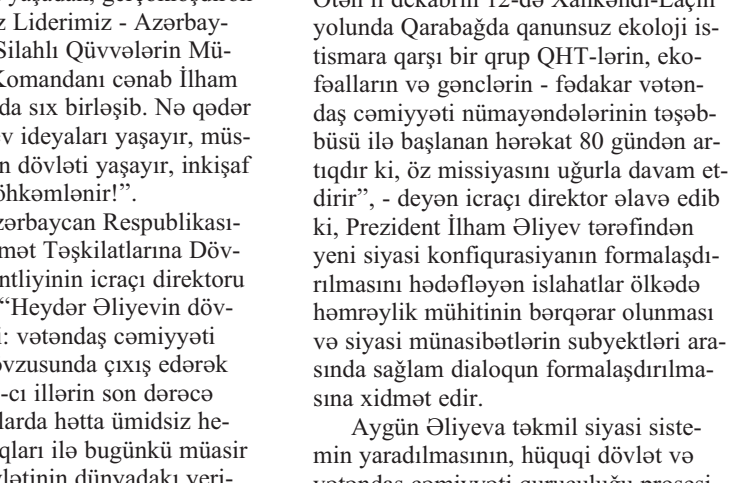 z Liderimiz - Azərbay-
Silahlı Qüvvələrin Mü-
Komandanı cənab İlham
da sıx birləşib. Nə qədər
ev ideyaları yaşayır, müs-
n dövləti yaşayır, inkişaf
öhkəmlənir!”.
zərbaycan Respublikası-
mət Təşkilatlarına Döv-
ntliyinin icraçı direktoru
“Heydər Əliyevin döv-
i: vətəndaş cəmiyyəti
övzusunda çıxış edərək
-cı illərin son dərəcə
larda hətta ümidsiz he-
qları ilə bugünkü müasir
vlətinin dünyadakı yeri-
Ötən il dekabrın 12-də Xankəndi-Laçın
yolunda Qarabağda qanunsuz ekoloji is-
tismara qarşı bir qrup QHT-lərin, eko-
fəalların və gənclərin - fədakar vətən-
daş cəmiyyəti nümayəndələrinin təşəb-
büsü ilə başlanan hərəkat 80 gündən ar-
tıqdır ki, öz missiyasını uğurla davam et-
dirir”, - deyən icraçı direktor əlavə edib
ki, Prezident İlham Əliyev tərəfindən
yeni siyasi konfiqurasiyanın formalaşdı-
rılmasını hədəfləyən islahatlar ölkədə
həmrəylik mühitinin bərqərar olunması
və siyasi münasibətlərin subyektləri ara-
sında sağlam dialoqun formalaşdırılma-
sına xidmət edir.
Aygün Əliyeva təkmil siyasi siste-
min yaradılmasının, hüquqi dövlət və
vətəndaş cəmiyyəti quruculuğu prosesi